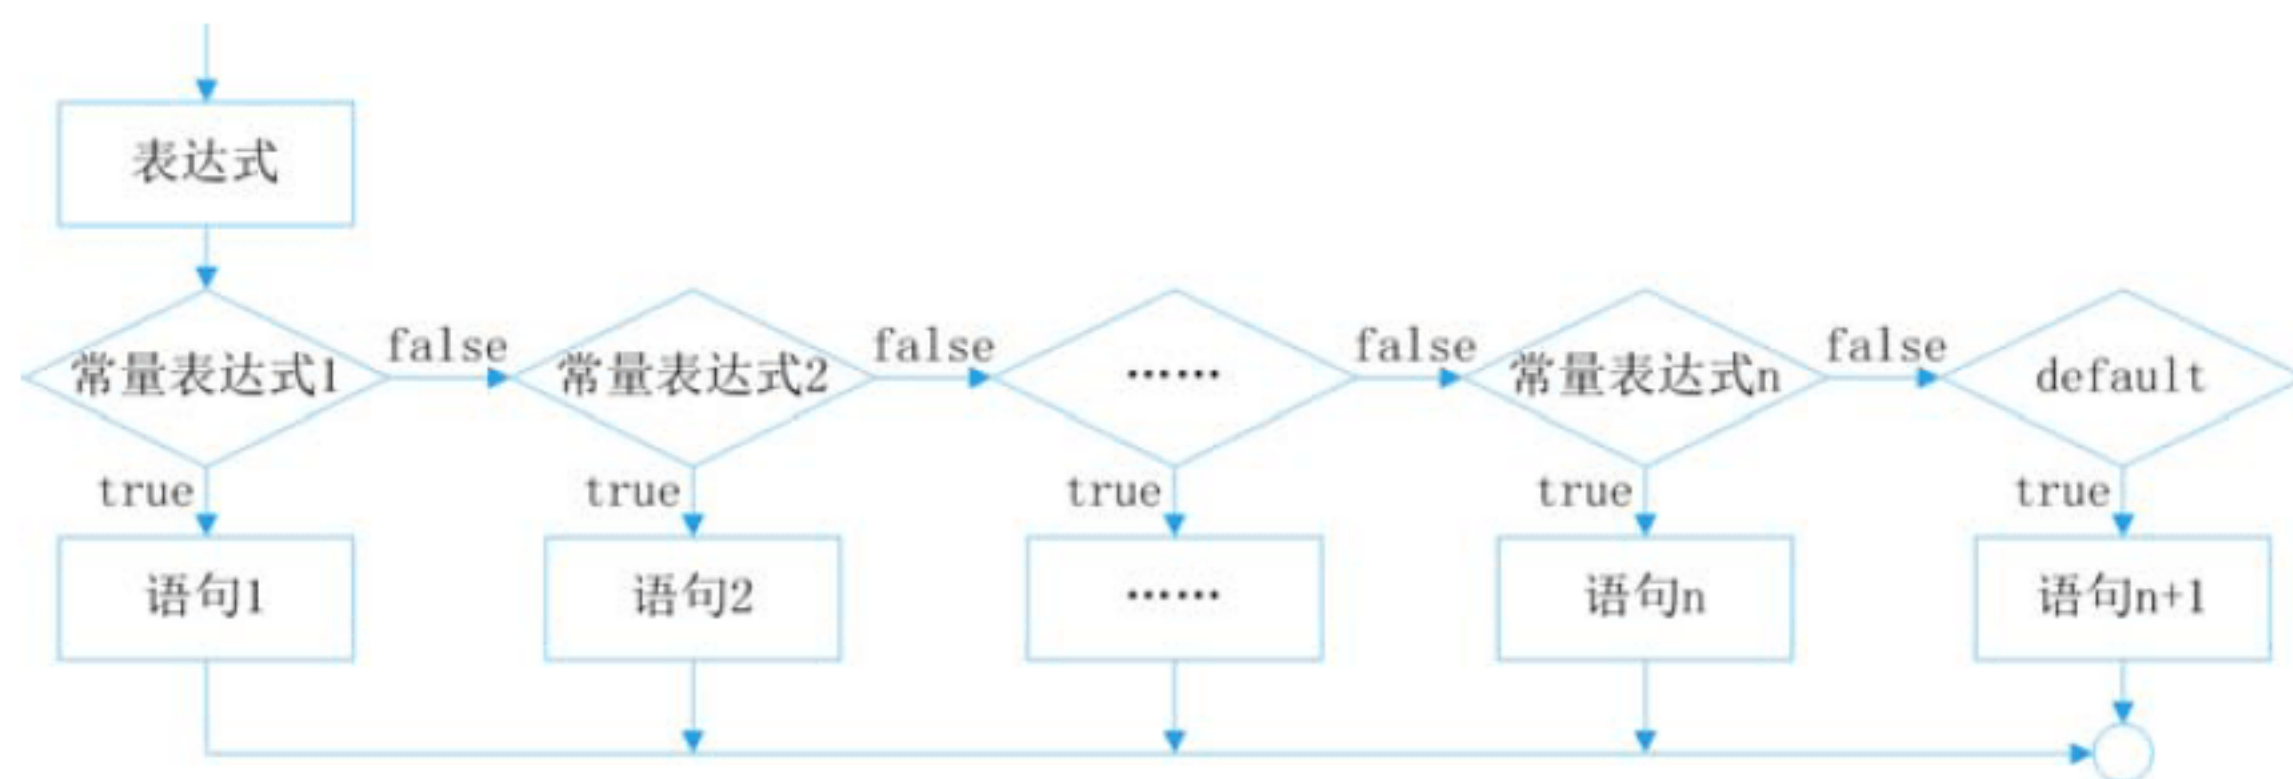 表达式
false false false false
常量表达式1 常量表达式2 …… 常量表达式n default
true true true true true
语句1 语句2 …… 语句n 语句n+1